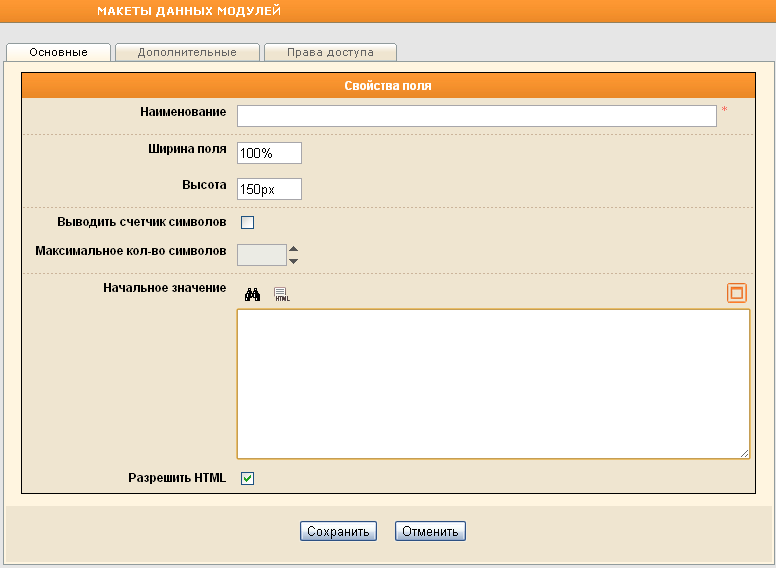 МАКЕТЫ ДАННЫХ МОДУЛЕЙ
Основные Дополнительные Права доступа
Свойства поля
Наименование *
Ширина поля 100%
Высота 150px
Выводить счетчик символов
Максимальное кол-во символов
Начальное значение HTML
Разрешить HTML
Сохранить Отменить